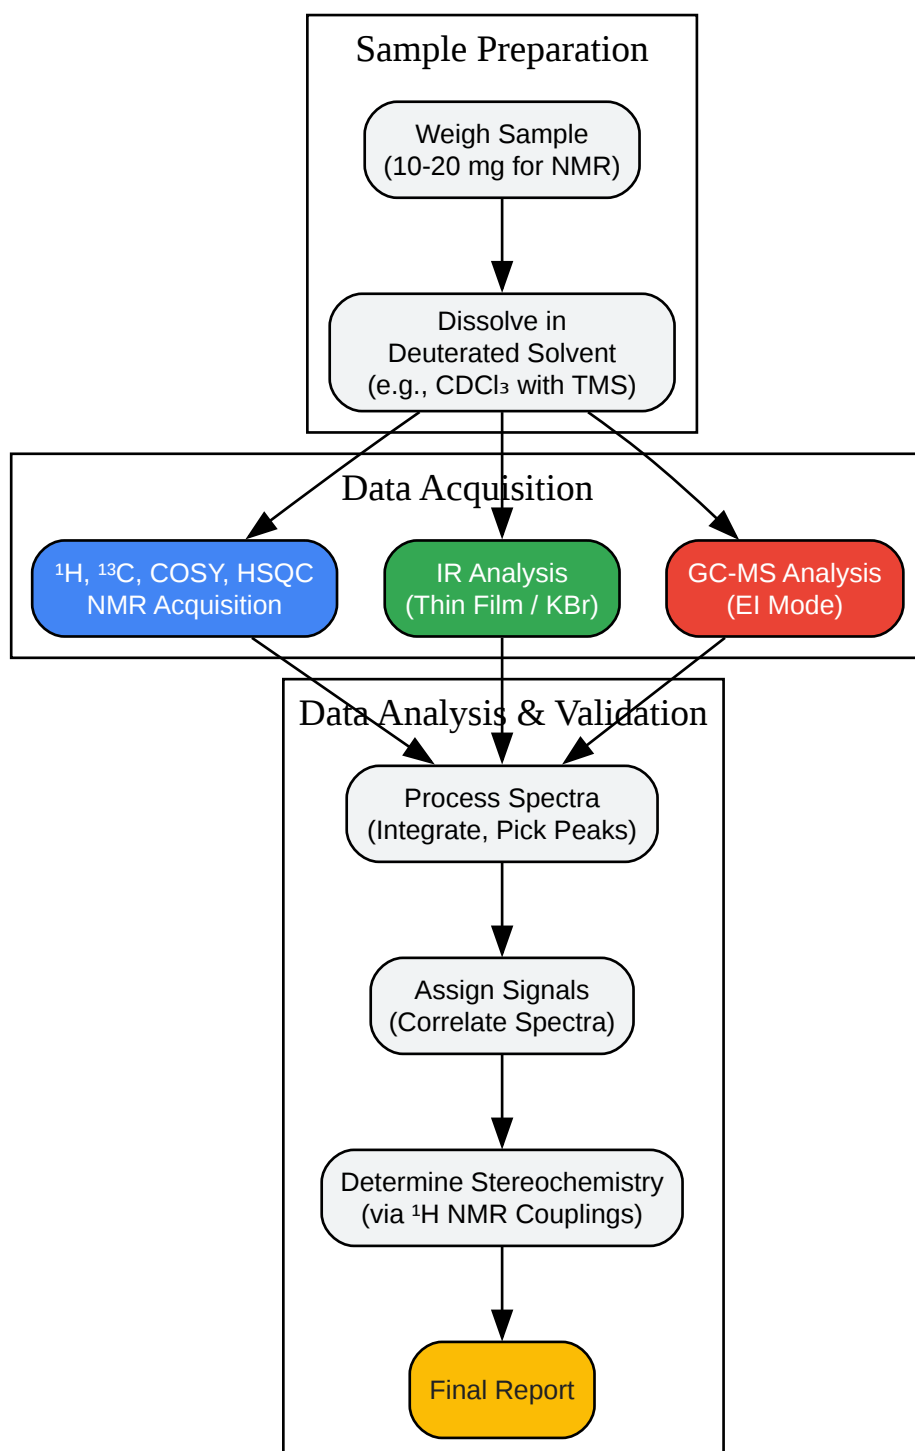 Sample Preparation
Weigh Sample
(10-20 mg for NMR)
Dissolve in
Deuterated Solvent
(e.g., CDCl₃ with TMS)
Data Acquisition
¹H, ¹³C, COSY, HSQC
NMR Acquisition
IR Analysis
(Thin Film / KBr)
GC-MS Analysis
(EI Mode)
Data Analysis & Validation
Process Spectra
(Integrate, Pick Peaks)
Assign Signals
(Correlate Spectra)
Determine Stereochemistry
(via ¹H NMR Couplings)
Final Report